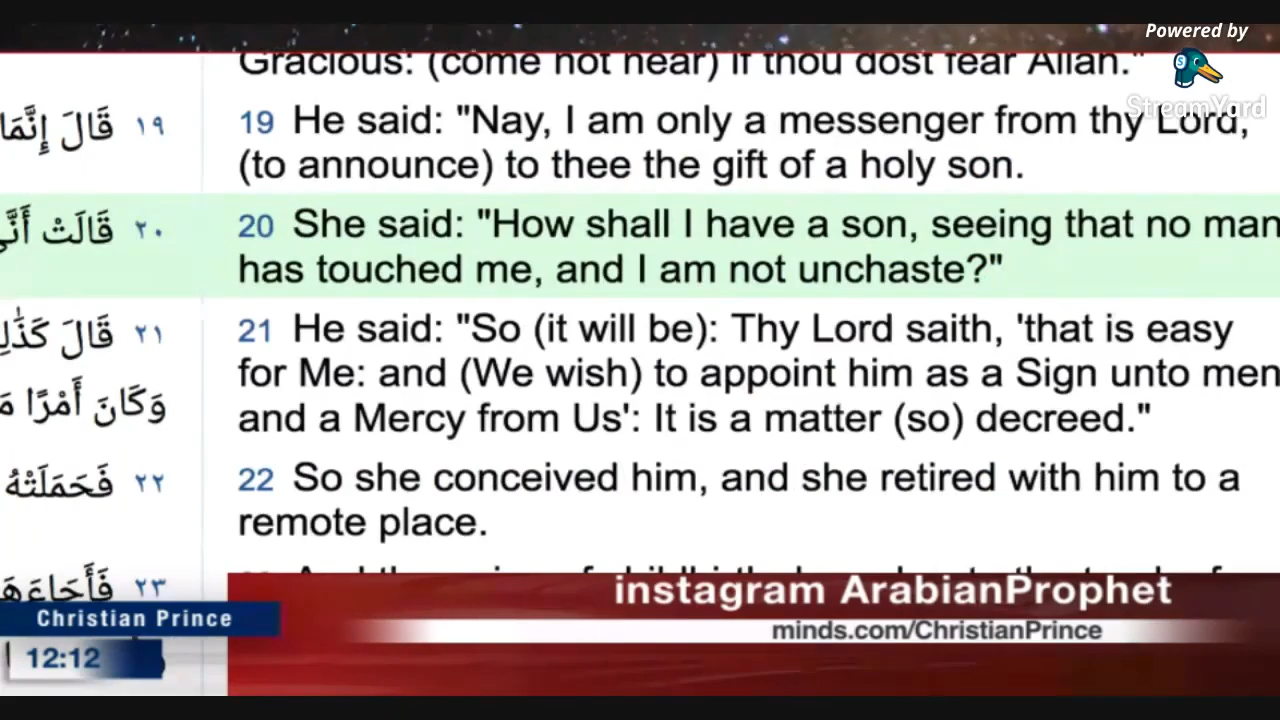 Powered by
StreamYard
Gracious: (come not near) if thou dost fear Allah."
١٩ قَالَ إِنَّمَا
19 He said: "Nay, I am only a messenger from thy Lord,
(to announce) to thee the gift of a holy son.
٢٠ قَالَتْ أَنَّى
20 She said: "How shall I have a son, seeing that no man
has touched me, and I am not unchaste?"
٢١ قَالَ كَذَٰلِ
21 He said: "So (it will be): Thy Lord saith, 'that is easy
for Me: and (We wish) to appoint him as a Sign unto men
وَكَانَ أَمْرًا
and a Mercy from Us': It is a matter (so) decreed."
٢٢ فَحَمَلَتْهُ
22 So she conceived him, and she retired with him to a
remote place.
٢٣ فَأَجَاءَهَ
instagram ArabianProphet
Christian Prince
minds.com/ChristianPrince
12:12